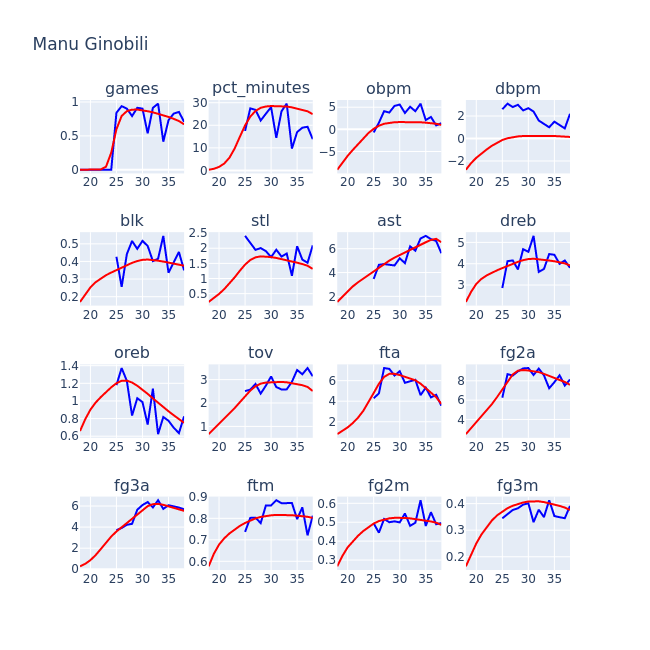 Manu Ginobili
games pct_minutes obpm dbpm
1 0.5 0 30 20 10 0 5 0 −5 2 0 −2
20 25 30 35 20 25 30 35 20 25 30 35 20 25 30 35
blk stl ast dreb
0.5 0.4 0.3 0.2 2.5 2 1.5 1 0.5 6 4 2 5 4 3
20 25 30 35 20 25 30 35 20 25 30 35 20 25 30 35
oreb tov fta fg2a
1.4 1.2 1 0.8 0.6 3 2 1 6 4 2 8 6 4
20 25 30 35 20 25 30 35 20 25 30 35 20 25 30 35
fg3a ftm fg2m fg3m
6 4 2 0 0.9 0.8 0.7 0.6 0.6 0.5 0.4 0.3 0.4 0.3 0.2
20 25 30 35 20 25 30 35 20 25 30 35 20 25 30 35